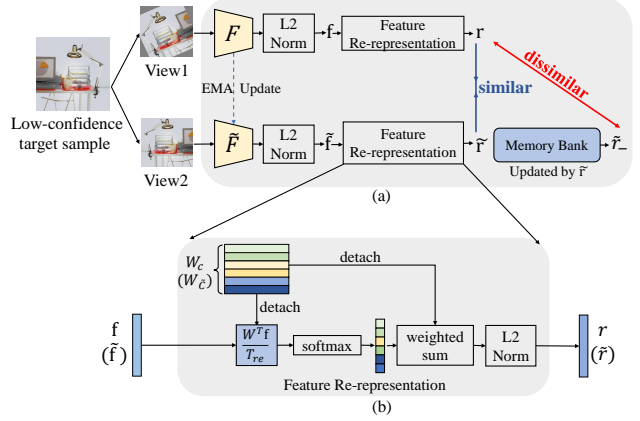 Low-confidence
target sample
View1
View2
F
L2
Norm
f
Feature
Re-representation
r
EMA Update
similar
dissimilar
F̃
L2
Norm
f̃
Feature
Re-representation
r̃
Memory Bank
r̃₋
Updated by r̃
(a)
W_c
(W_c̃)
detach
detach
f
(f̃)
WᵀF
T_re
softmax
weighted
sum
L2
Norm
r
(r̃)
Feature Re-representation
(b)